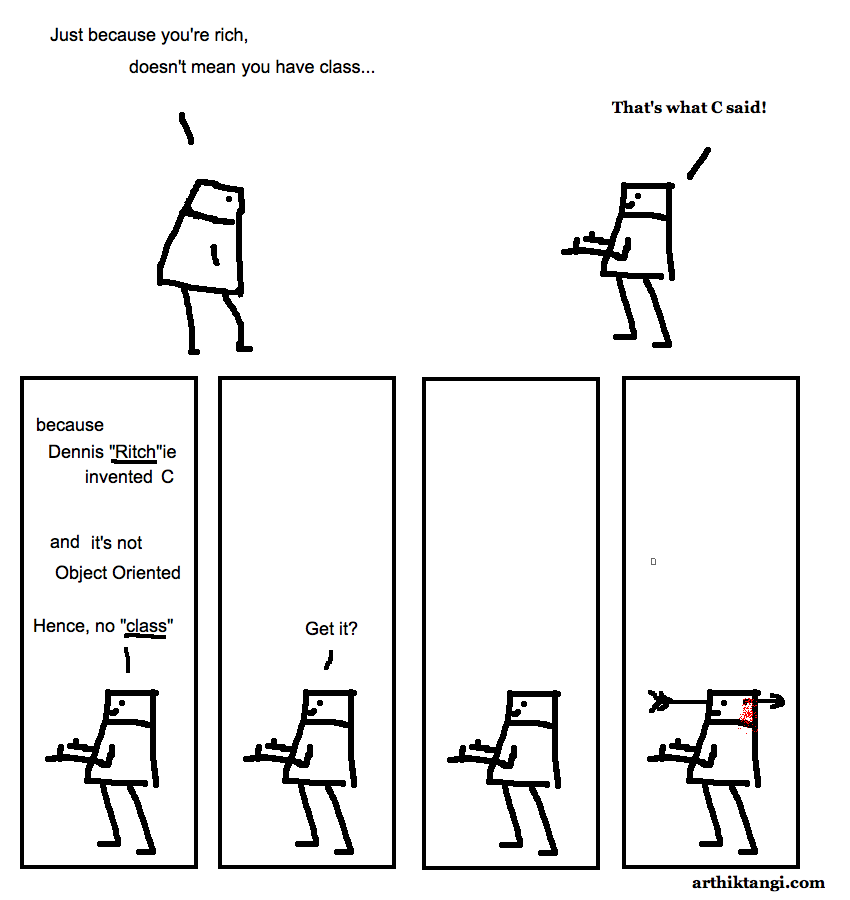 Just because you're rich,
doesn't mean you have class...
That's what C said!
because
Dennis "Ritch"ie
invented C
and it's not
Object Oriented
Hence, no "class"
Get it?
arthiktangi.com